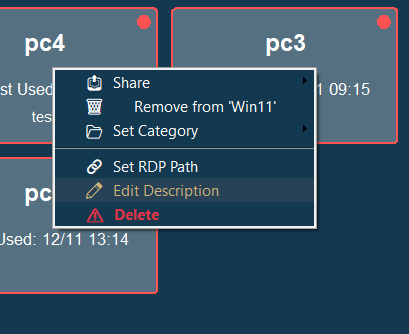 pc4
pc3
st Used
Share
1 09:15
Remove from 'Win11'
tes
Set Category
Set RDP Path
pc
Edit Description
Delete
Used: 12/11 13:14